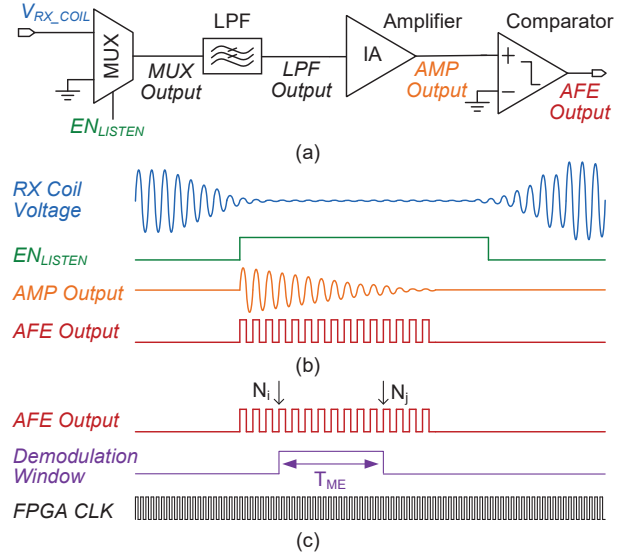 V_RX_COIL
LPF
Amplifier
Comparator
MUX
IA
+
−
MUX
Output
LPF
Output
AMP
Output
AFE
Output
EN_LISTEN
(a)
RX Coil
Voltage
EN_LISTEN
AMP Output
AFE Output
(b)
N_i
N_j
AFE Output
Demodulation
Window
T_ME
FPGA CLK
(c)